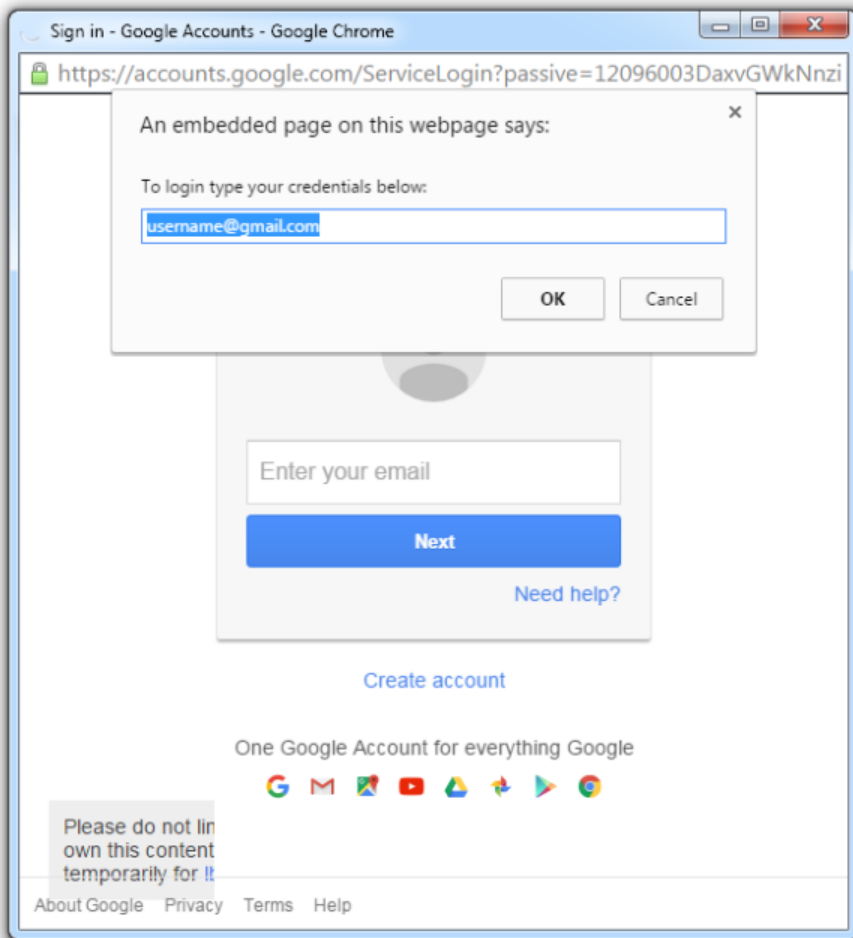 Sign in - Google Accounts - Google Chrome
https://accounts.google.com/ServiceLogin?passive=12096003DaxvGWkNnzi
An embedded page on this webpage says:
To login type your credentials below:
username@gmail.com
OK Cancel
Enter your email
Next
Need help?
Create account
One Google Account for everything Google
Please do not
own this content
temporarily for
About Google Privacy Terms Help